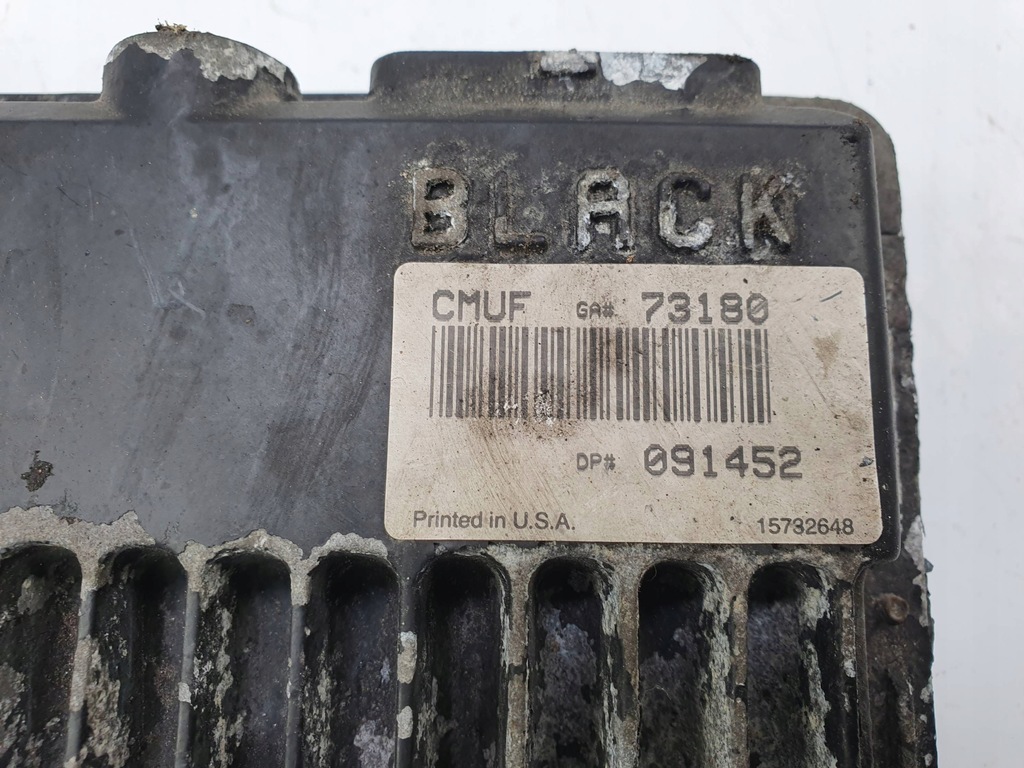 BLACK
CMUF GA# 73180
DP# 091452
Printed in U.S.A. 15732648